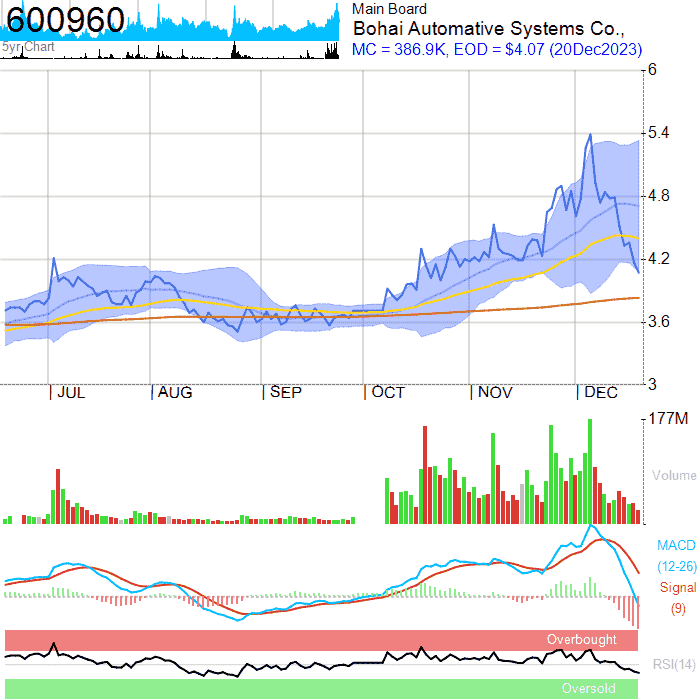 600960
5yr Chart
Main Board
Bohai Automative Systems Co.,
MC = 386.9K, EOD = $4.07 (20Dec2023)
6
5.4
4.8
4.2
3.6
3
JUL AUG SEP OCT NOV DEC
177M
Volume
MACD
(12-26)
Signal
(9)
Overbought
RSI(14)
Oversold